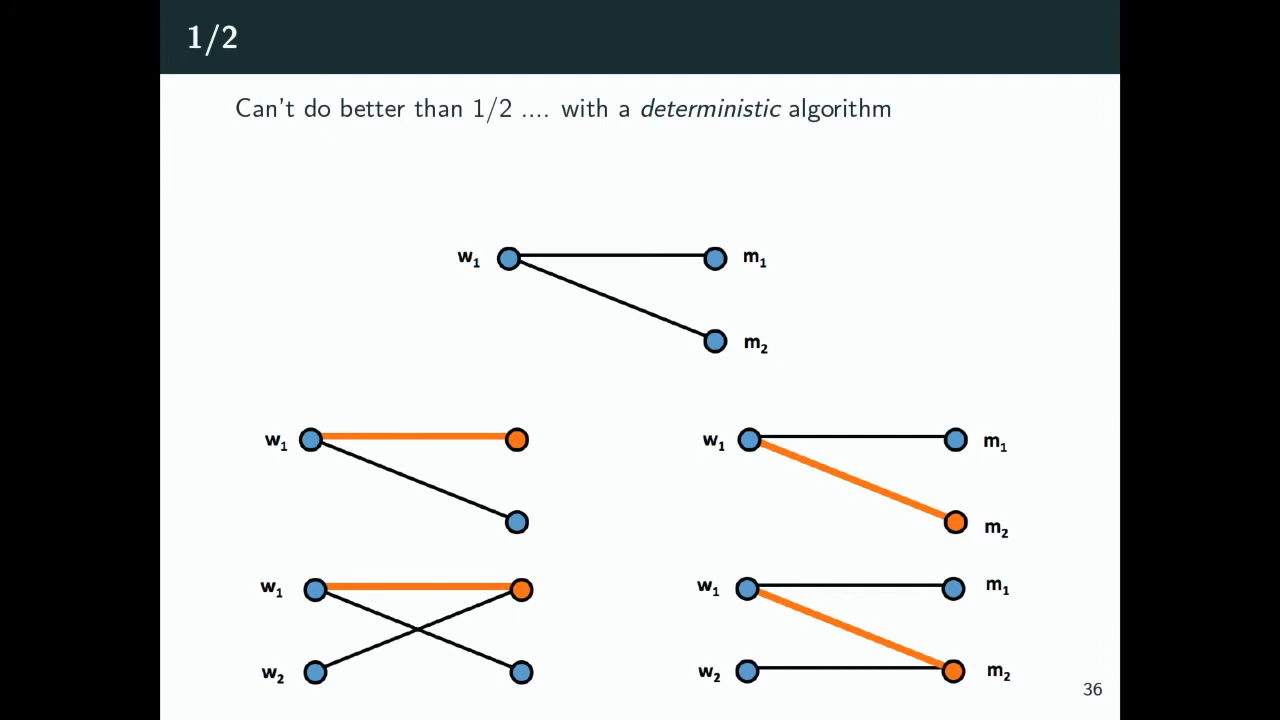 1/2
Can't do better than 1/2 .... with a deterministic algorithm
w₁ m₁
m₂
w₁
w₁ m₁
m₂
w₁
w₂
w₁ m₁
w₂ m₂
36